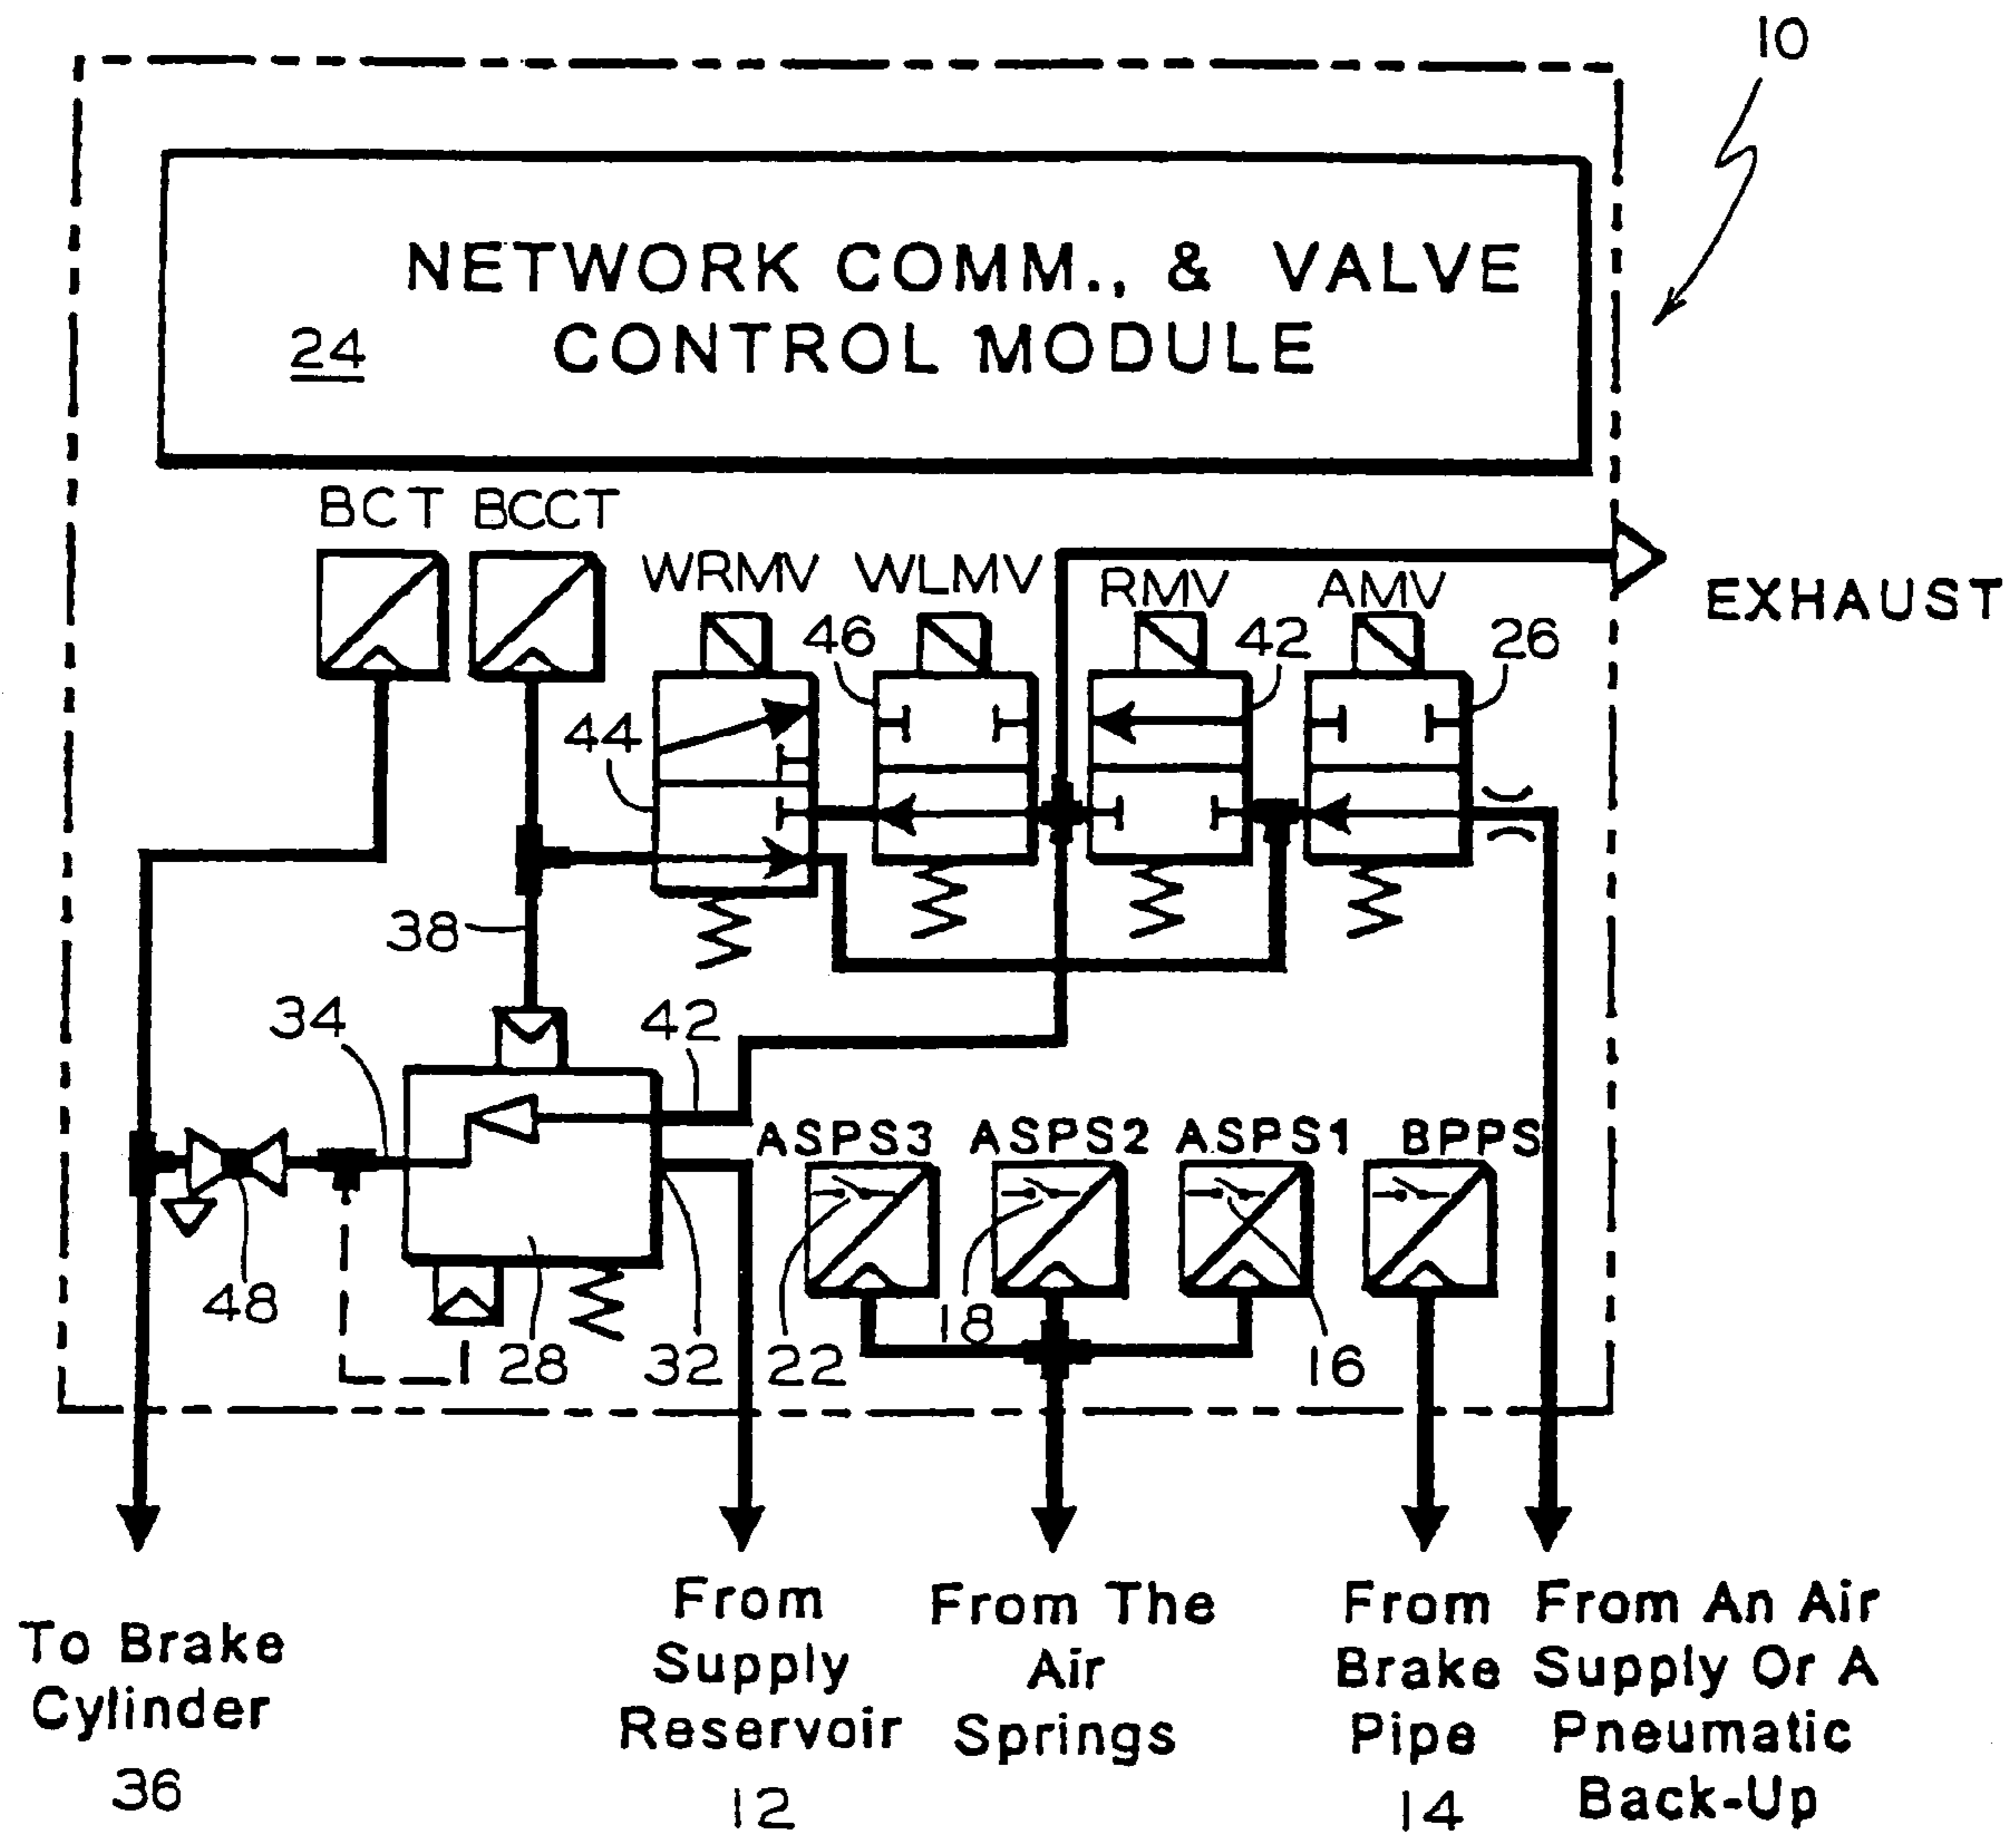 10
NETWORK COMM., & VALVE
CONTROL MODULE
24
BCT
BCCT
WRMV
WLMV
RMV
AMV
EXHAUST
46
42
26
44
38
34
42
ASPS3
ASPS2
ASPS1
BPPS
48
28
32
22
18
16
To Brake
Cylinder
36
From
Supply
Reservoir
12
From The
Air
Springs
From
Brake
Pipe
14
From An Air
Supply Or A
Pneumatic
Back-Up